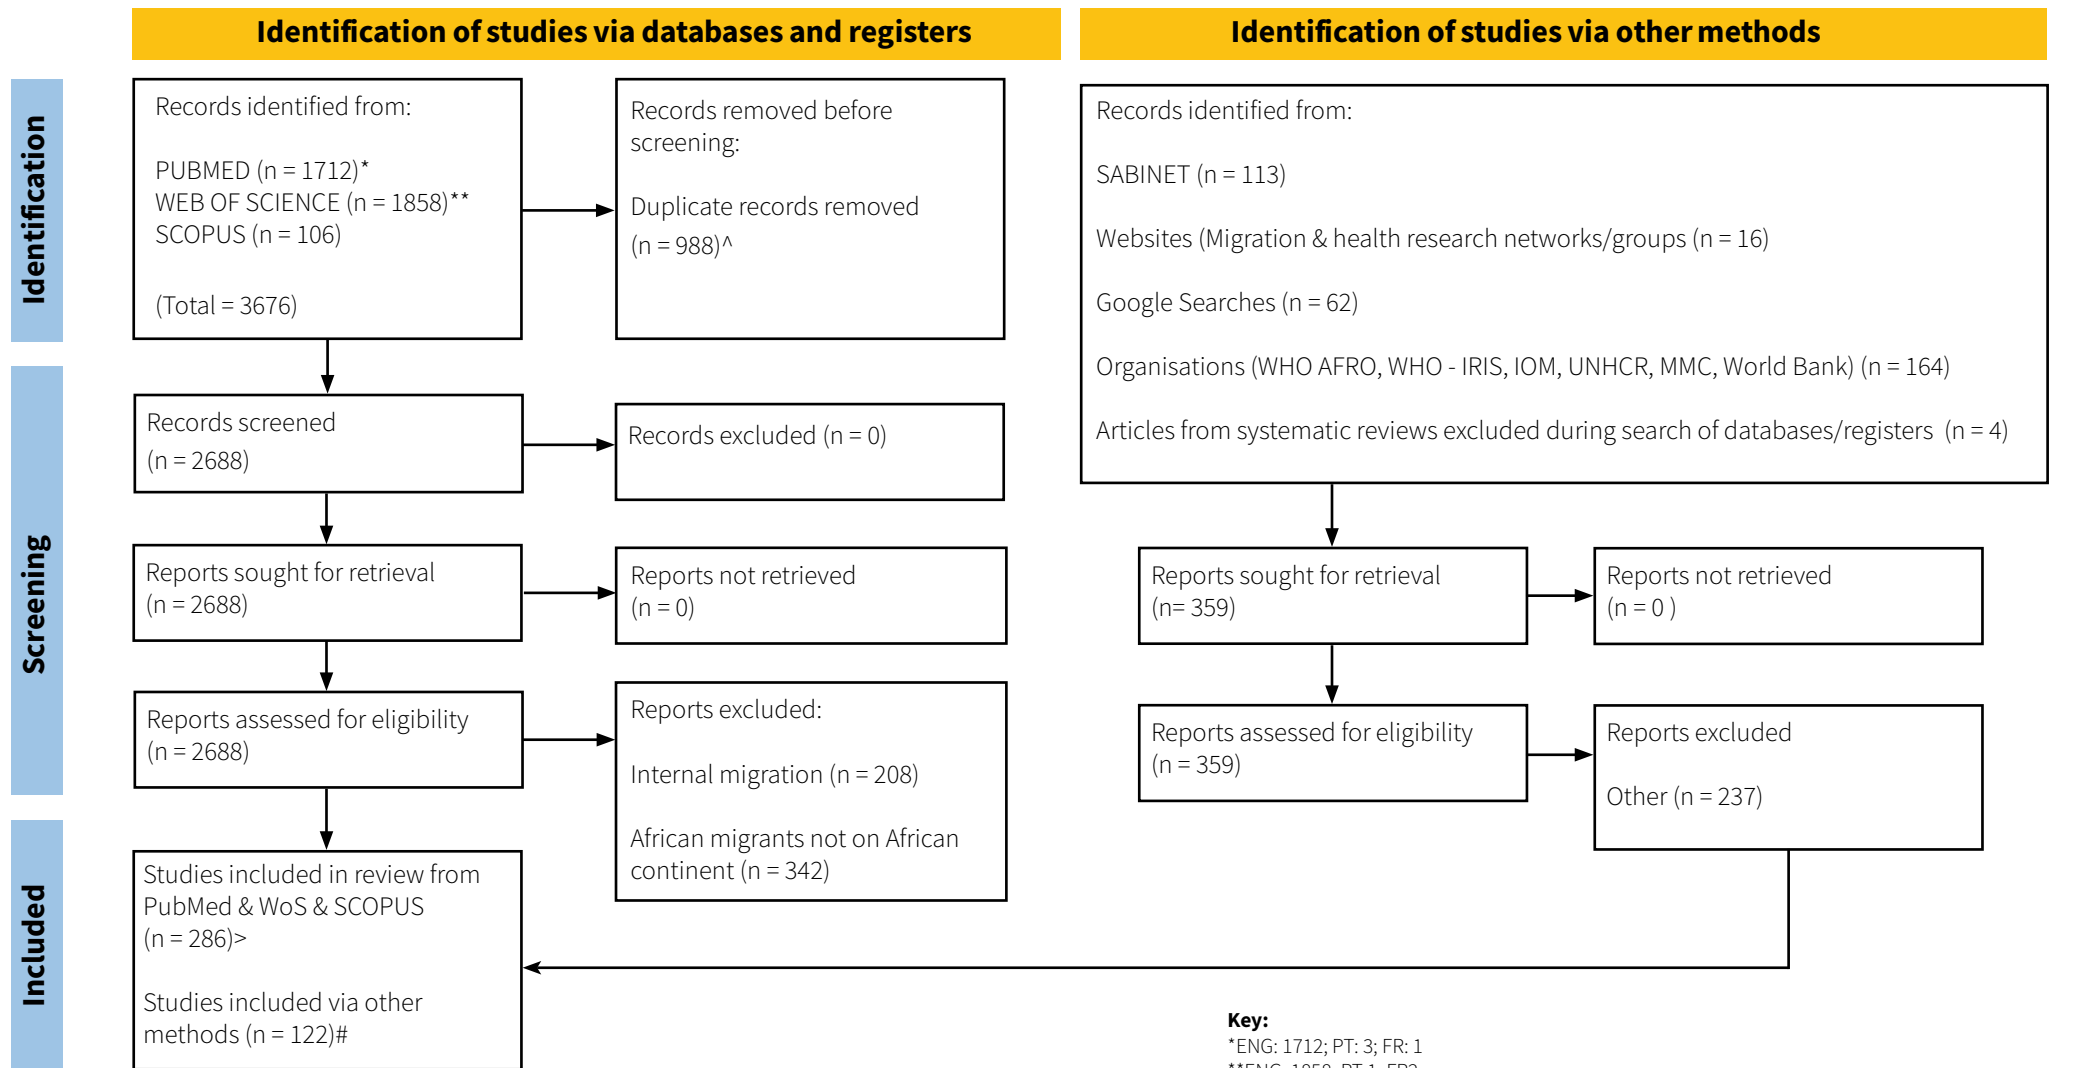 Identification of studies via databases and registers
Identification of studies via other methods
Identification
Records identified from:
PUBMED (n = 1712)*
WEB OF SCIENCE (n = 1858)**
SCOPUS (n = 106)
(Total = 3676)
Records removed before
screening:
Duplicate records removed
(n = 988)^
Records identified from:
SABINET (n = 113)
Websites (Migration & health research networks/groups (n = 16)
Google Searches (n = 62)
Organisations (WHO AFRO, WHO - IRIS, IOM, UNHCR, MMC, World Bank) (n = 164)
Articles from systematic reviews excluded during search of databases/registers (n = 4)
Screening
Records screened
(n = 2688)
Records excluded (n = 0)
Reports sought for retrieval
(n = 2688)
Reports not retrieved
(n = 0)
Reports sought for retrieval
(n= 359)
Reports not retrieved
(n = 0 )
Reports assessed for eligibility
(n = 2688)
Reports excluded:
Internal migration (n = 208)
African migrants not on African
continent (n = 342)
Reports assessed for eligibility
(n = 359)
Reports excluded
Other (n = 237)
Included
Studies included in review from
PubMed & WoS & SCOPUS
(n = 286)>
Studies included via other
methods (n = 122)#
Key:
*ENG: 1712; PT: 3; FR: 1